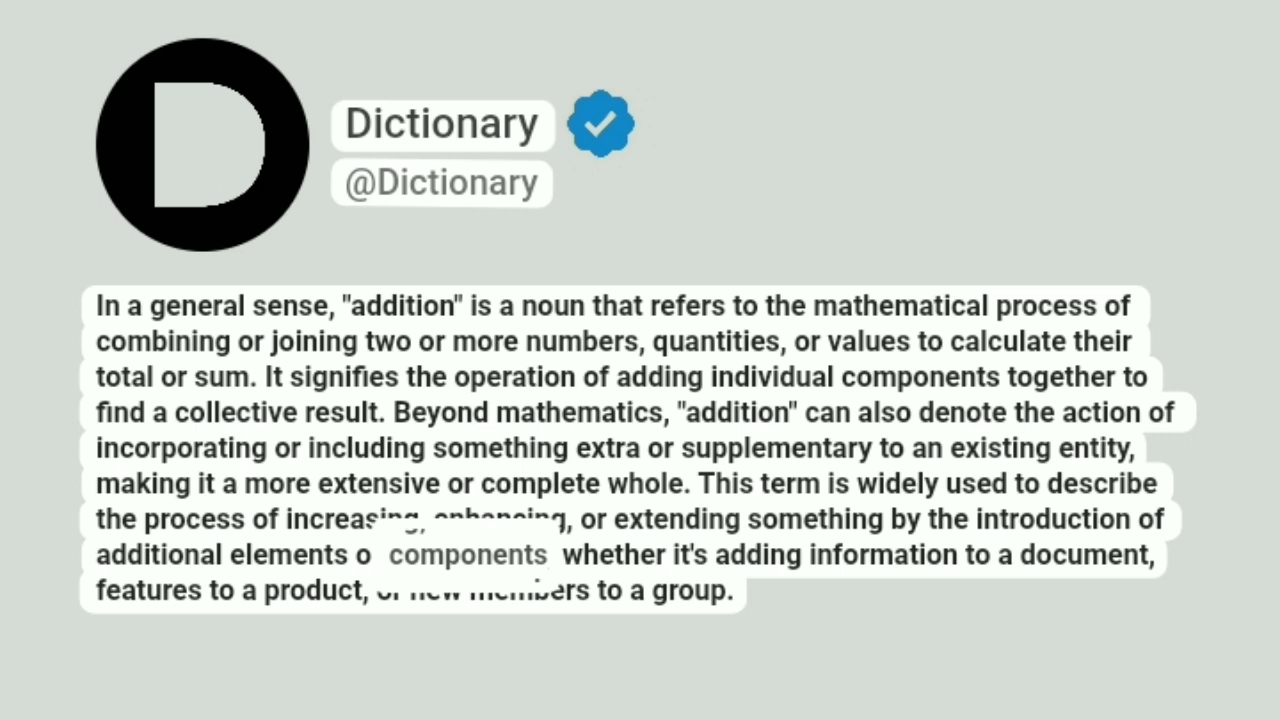 D
Dictionary
@Dictionary
In a general sense, "addition" is a noun that refers to the mathematical process of
combining or joining two or more numbers, quantities, or values to calculate their
total or sum. It signifies the operation of adding individual components together to
find a collective result. Beyond mathematics, "addition" can also denote the action of
incorporating or including something extra or supplementary to an existing entity,
making it a more extensive or complete whole. This term is widely used to describe
the process of increasing, enhancing, or extending something by the introduction of
additional elements o components whether it's adding information to a document,
features to a product, or new members to a group.